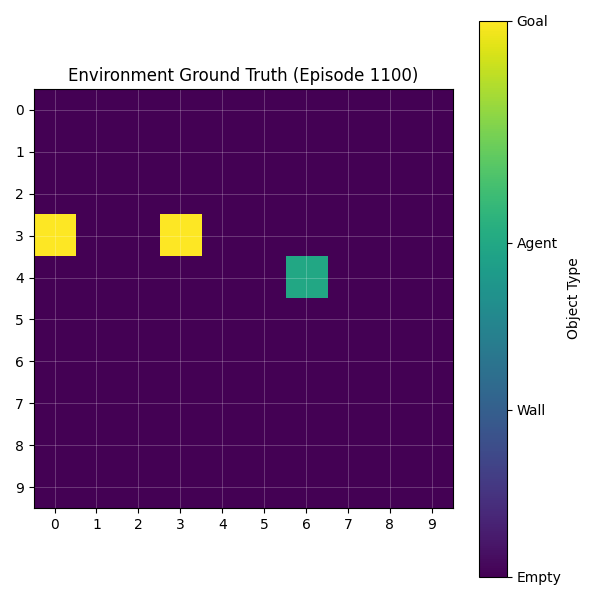 Environment Ground Truth (Episode 1100)
0
1
2
3
4
5
6
7
8
9
0 1 2 3 4 5 6 7 8 9
Goal
Agent
Wall
Empty
Object Type